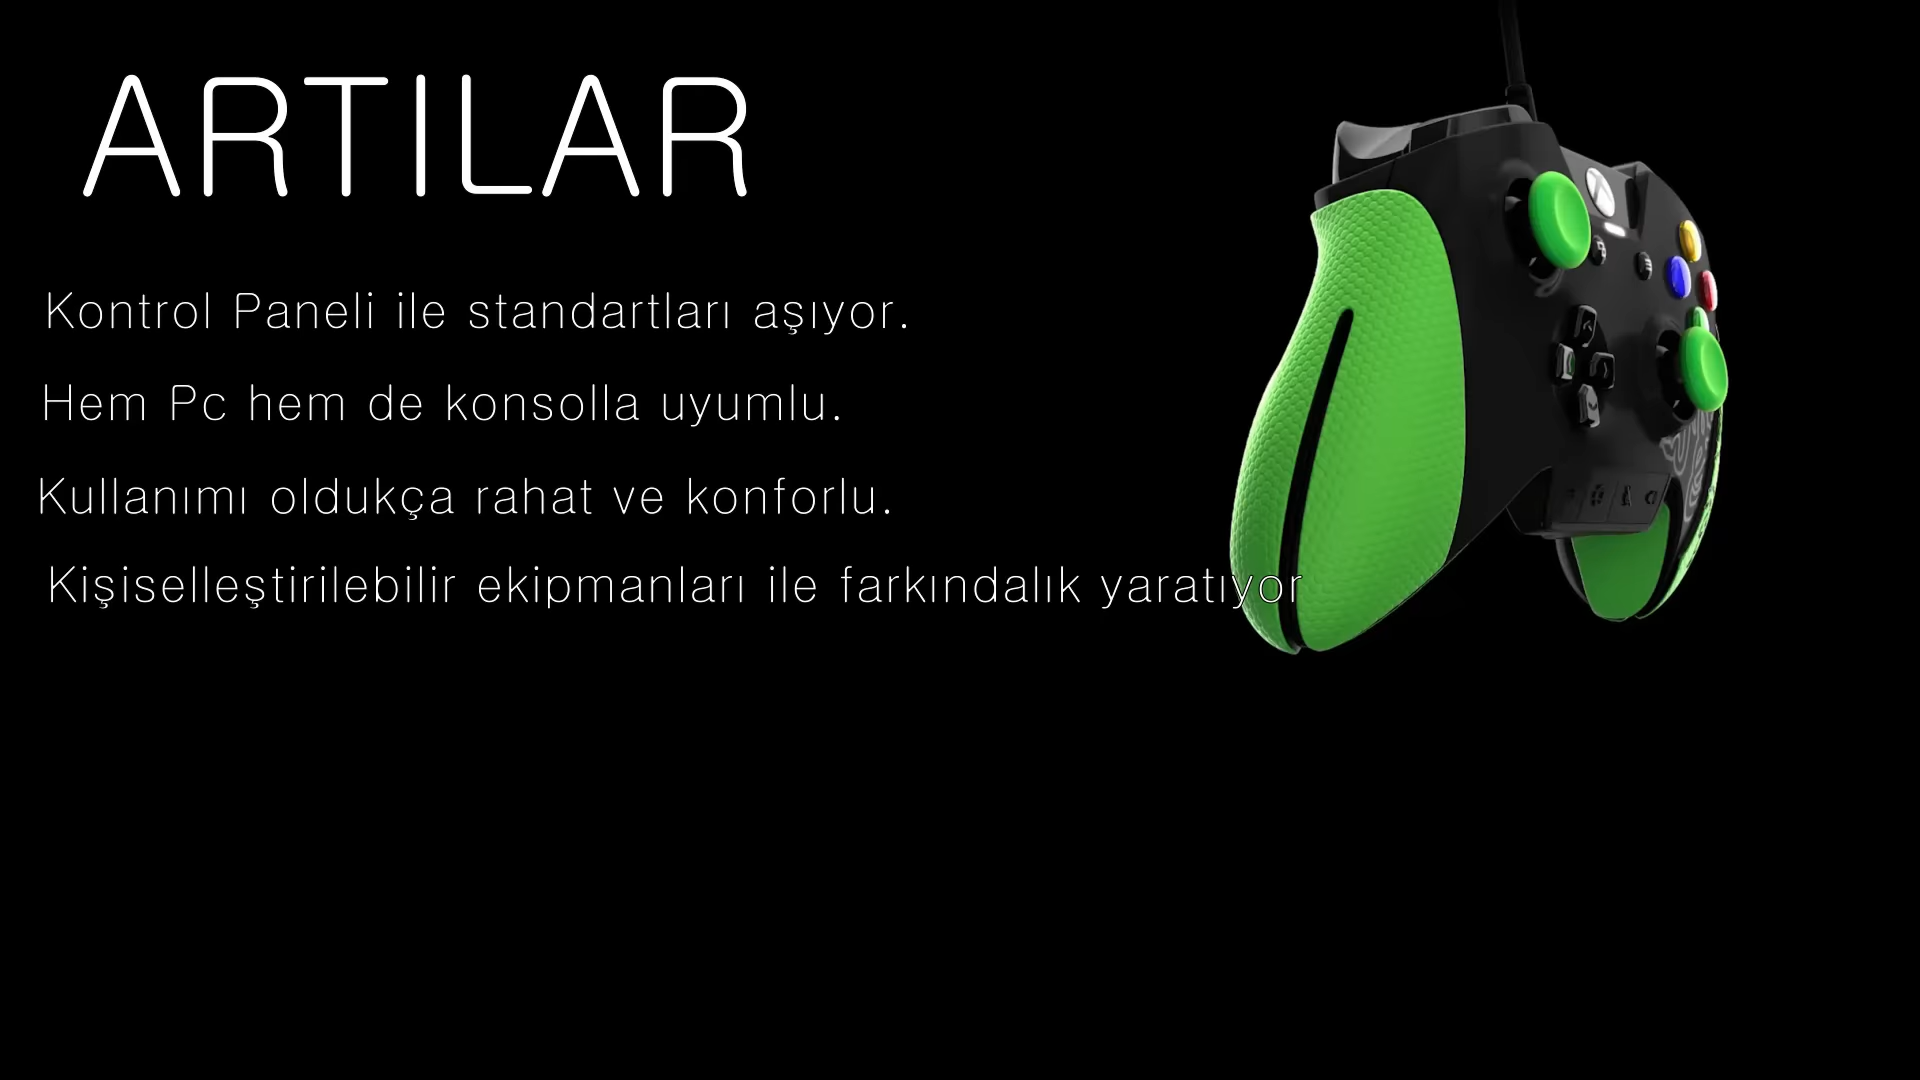 ARTILAR
Kontrol Paneli ile standartları aşıyor.
Hem Pc hem de konsolla uyumlu.
Kullanımı oldukça rahat ve konforlu.
Kişiselleştirilebilir ekipmanları ile farkındalık yaratıyor